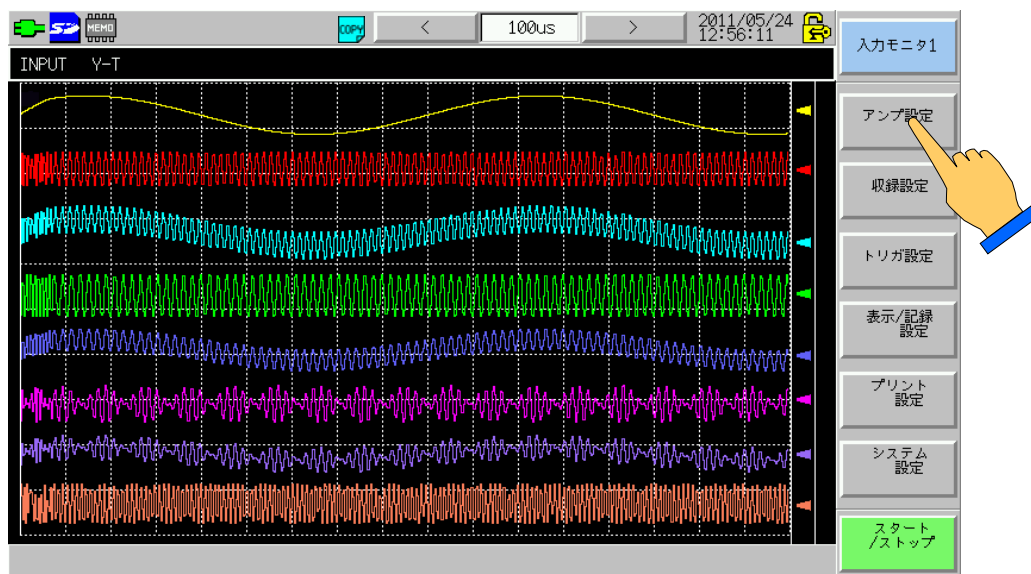 SD
MEMO
COPY
<
100us
>
2011/05/24
12:56:11
入力モニタ1
INPUT Y-T
アンプ設定
収録設定
トリガ設定
表示/記録
設定
プリント
設定
システム
設定
スタート
/ストップ